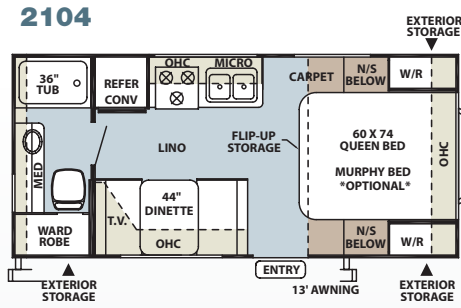 2104
EXTERIOR
STORAGE
OHC
MICRO
36"
TUB
REFER
CONV
CARPET
N/S
BELOW
W/R
LINO
FLIP-UP
STORAGE
60 X 74
QUEEN BED
MURPHY BED
*OPTIONAL*
OHC
MED
T.V.
44"
DINETTE
OHC
WARD
ROBE
N/S
BELOW
W/R
EXTERIOR
STORAGE
ENTRY
13' AWNING
EXTERIOR
STORAGE